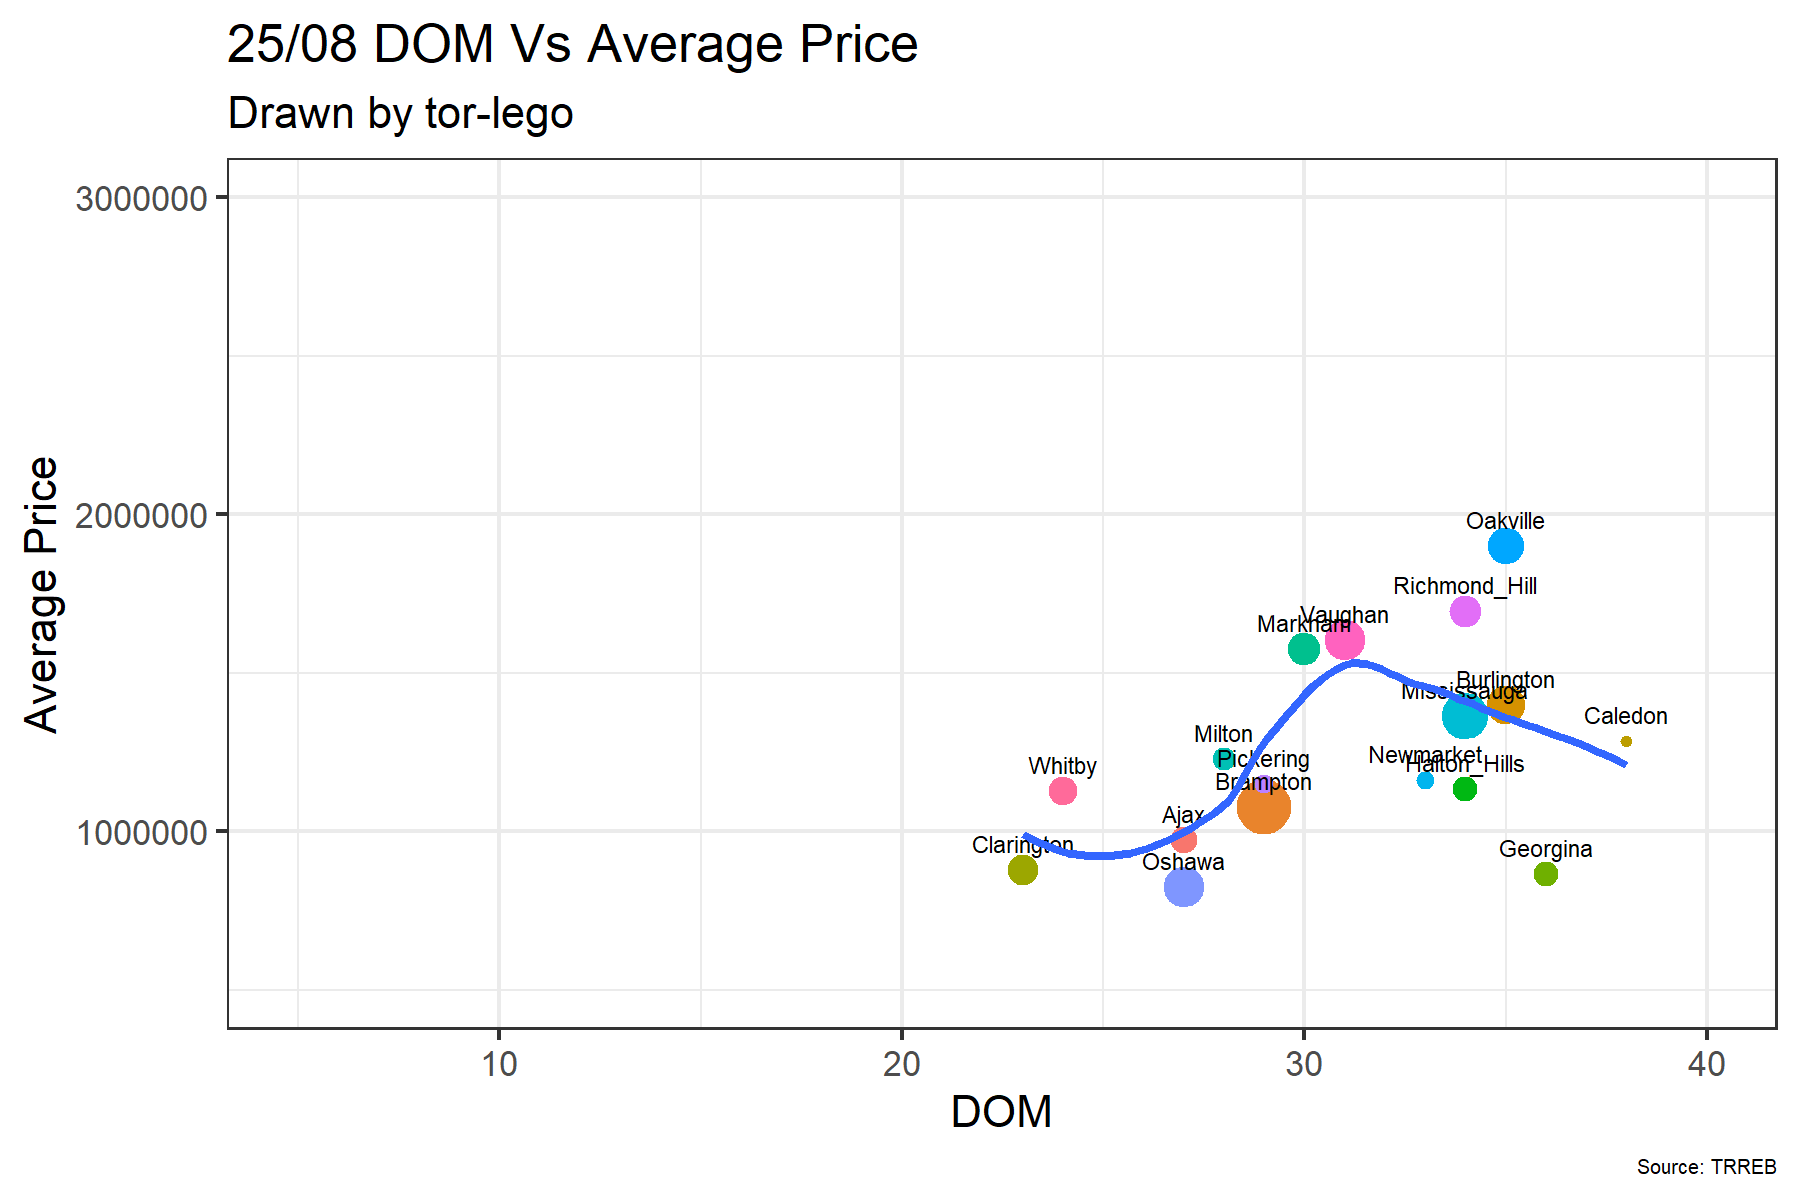 25/08 DOM Vs Average Price
Drawn by tor-lego
Average Price
3000000
2000000
1000000
Oakville
Richmond_Hill
Vaughan
Markham
Burlington
Mississauga
Caledon
Milton
Newmarket
Pickering
Halton_Hills
Whitby
Brampton
Ajax
Clarington
Georgina
Oshawa
10 20 30 40
DOM
Source: TRREB